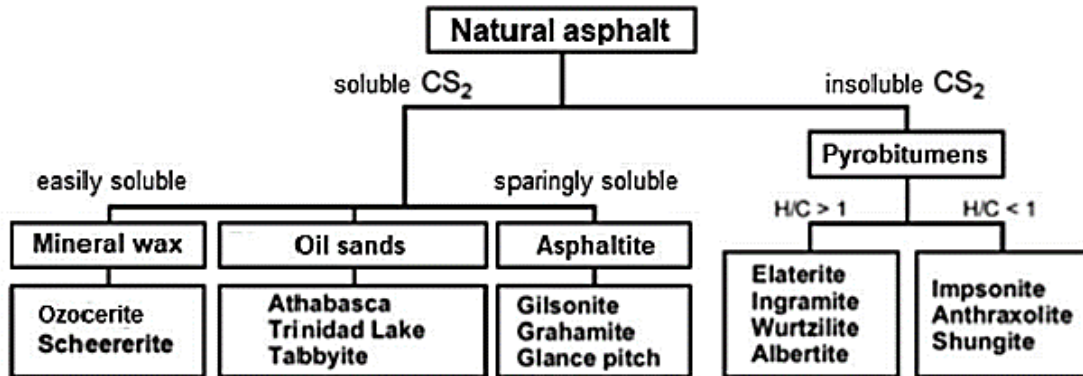 Natural asphalt
soluble CS₂
insoluble CS₂
Pyrobitumens
easily soluble
sparingly soluble
H/C > 1
H/C < 1
Mineral wax
Oil sands
Asphaltite
Ozocerite
Scheererite
Athabasca
Trinidad Lake
Tabbyite
Gilsonite
Grahamite
Glance pitch
Elaterite
Ingramite
Wurtzilite
Albertite
Impsonite
Anthraxolite
Shungite